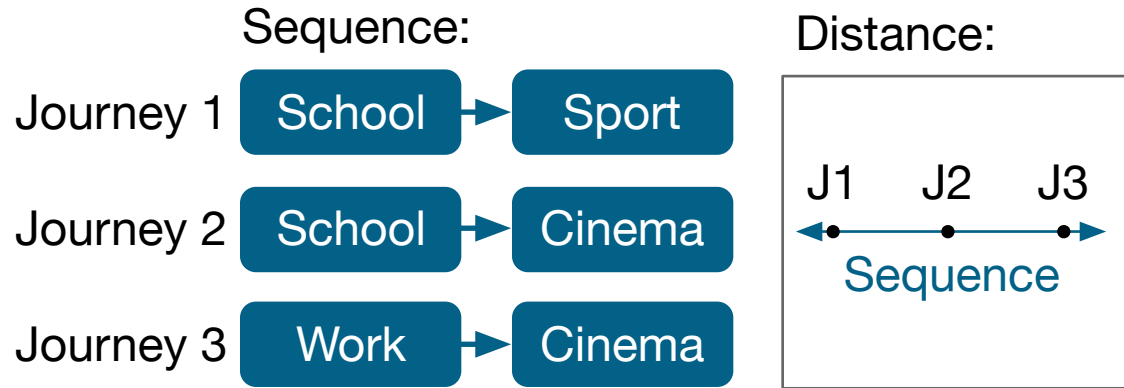 Sequence:
Distance:
Journey 1 School Sport
Journey 2 School Cinema
Journey 3 Work Cinema
J1 J2 J3
Sequence